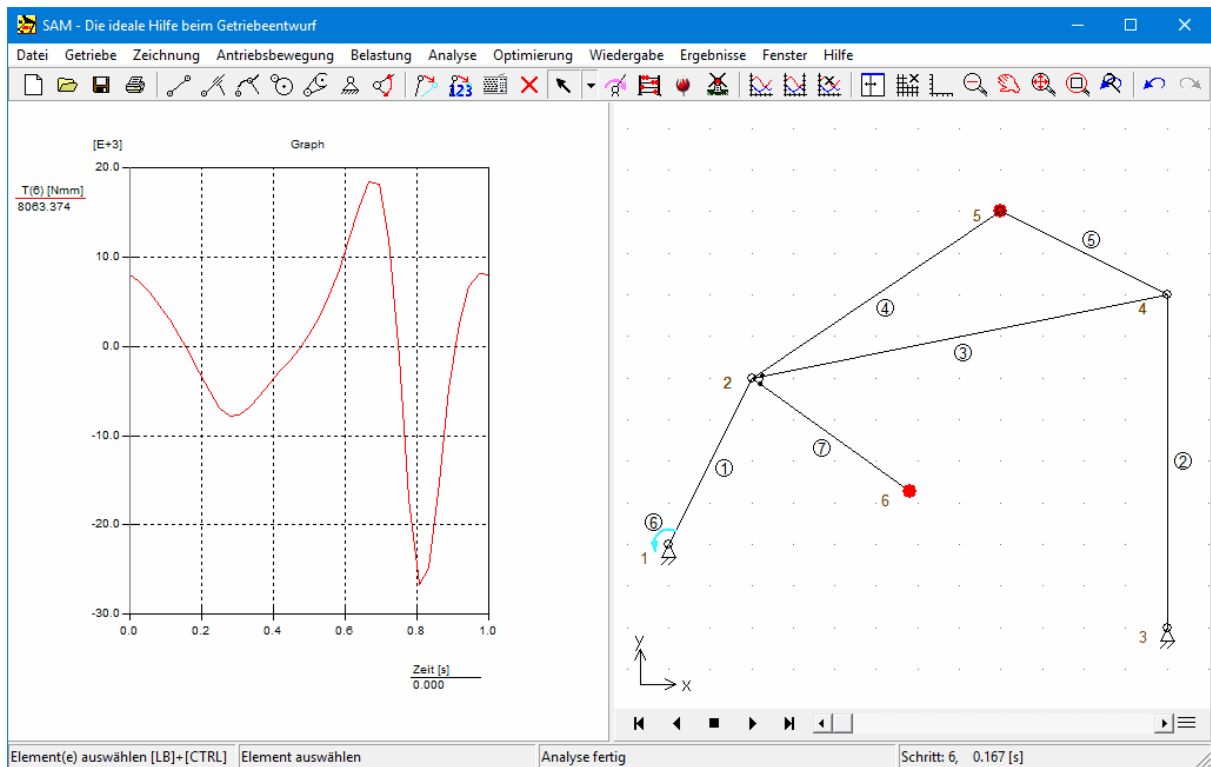 SAM - Die ideale Hilfe beim Getriebeentwurf
Datei Getriebe Zeichnung Antriebsbewegung Belastung Analyse Optimierung Wiedergabe Ergebnisse Fenster Hilfe
123
[E+3] Graph
T(6) [Nmm]
8063.374
20.0
10.0
0.0
-10.0
-20.0
-30.0
0.0 0.2 0.4 0.6 0.8 1.0
Zeit [s]
0.000
5
5
4
4
3
2
7
1
2
6
6
1
3
y
x
Element(e) auswählen [LB]+[CTRL] Element auswählen Analyse fertig Schritt: 6, 0.167 [s]